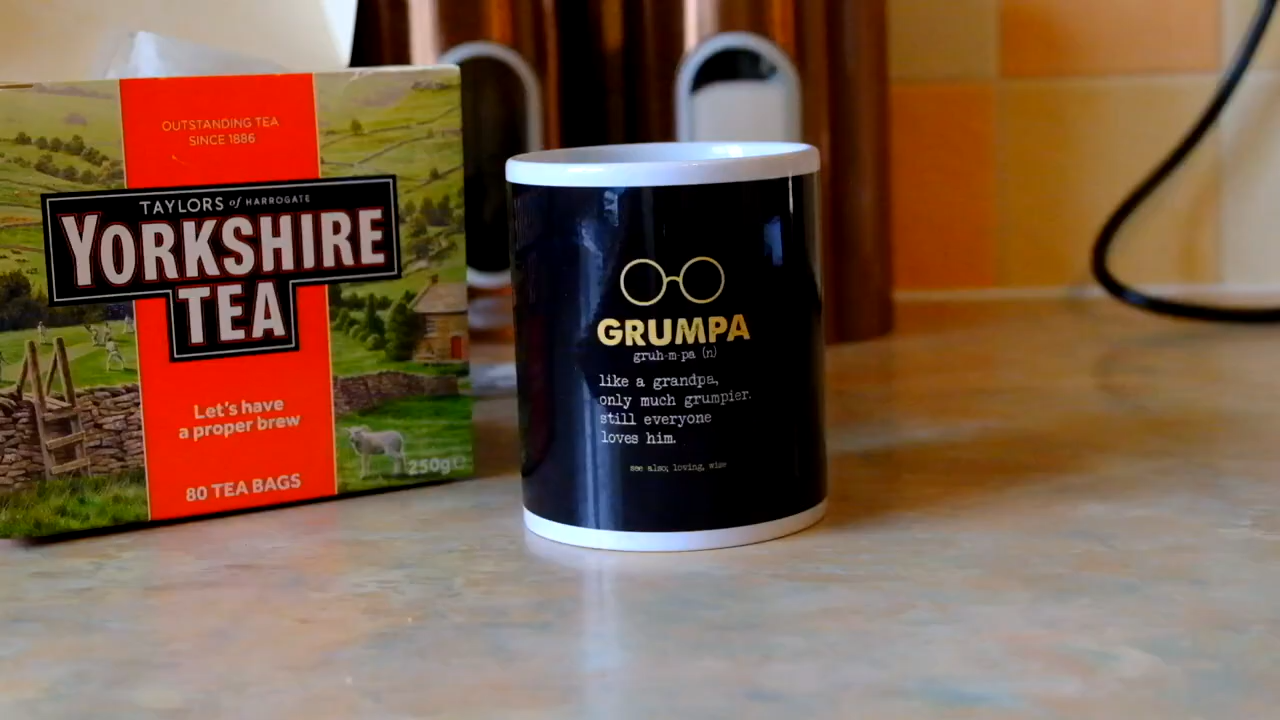 OUTSTANDING TEA
SINCE 1886
TAYLORS of HARROGATE
YORKSHIRE
TEA
Let's have
a proper brew
80 TEA BAGS
250g℮
GRUMPA
gruh-m-pa (n)
like a grandpa,
only much grumpier.
still everyone
loves him.
see also; loving, wise